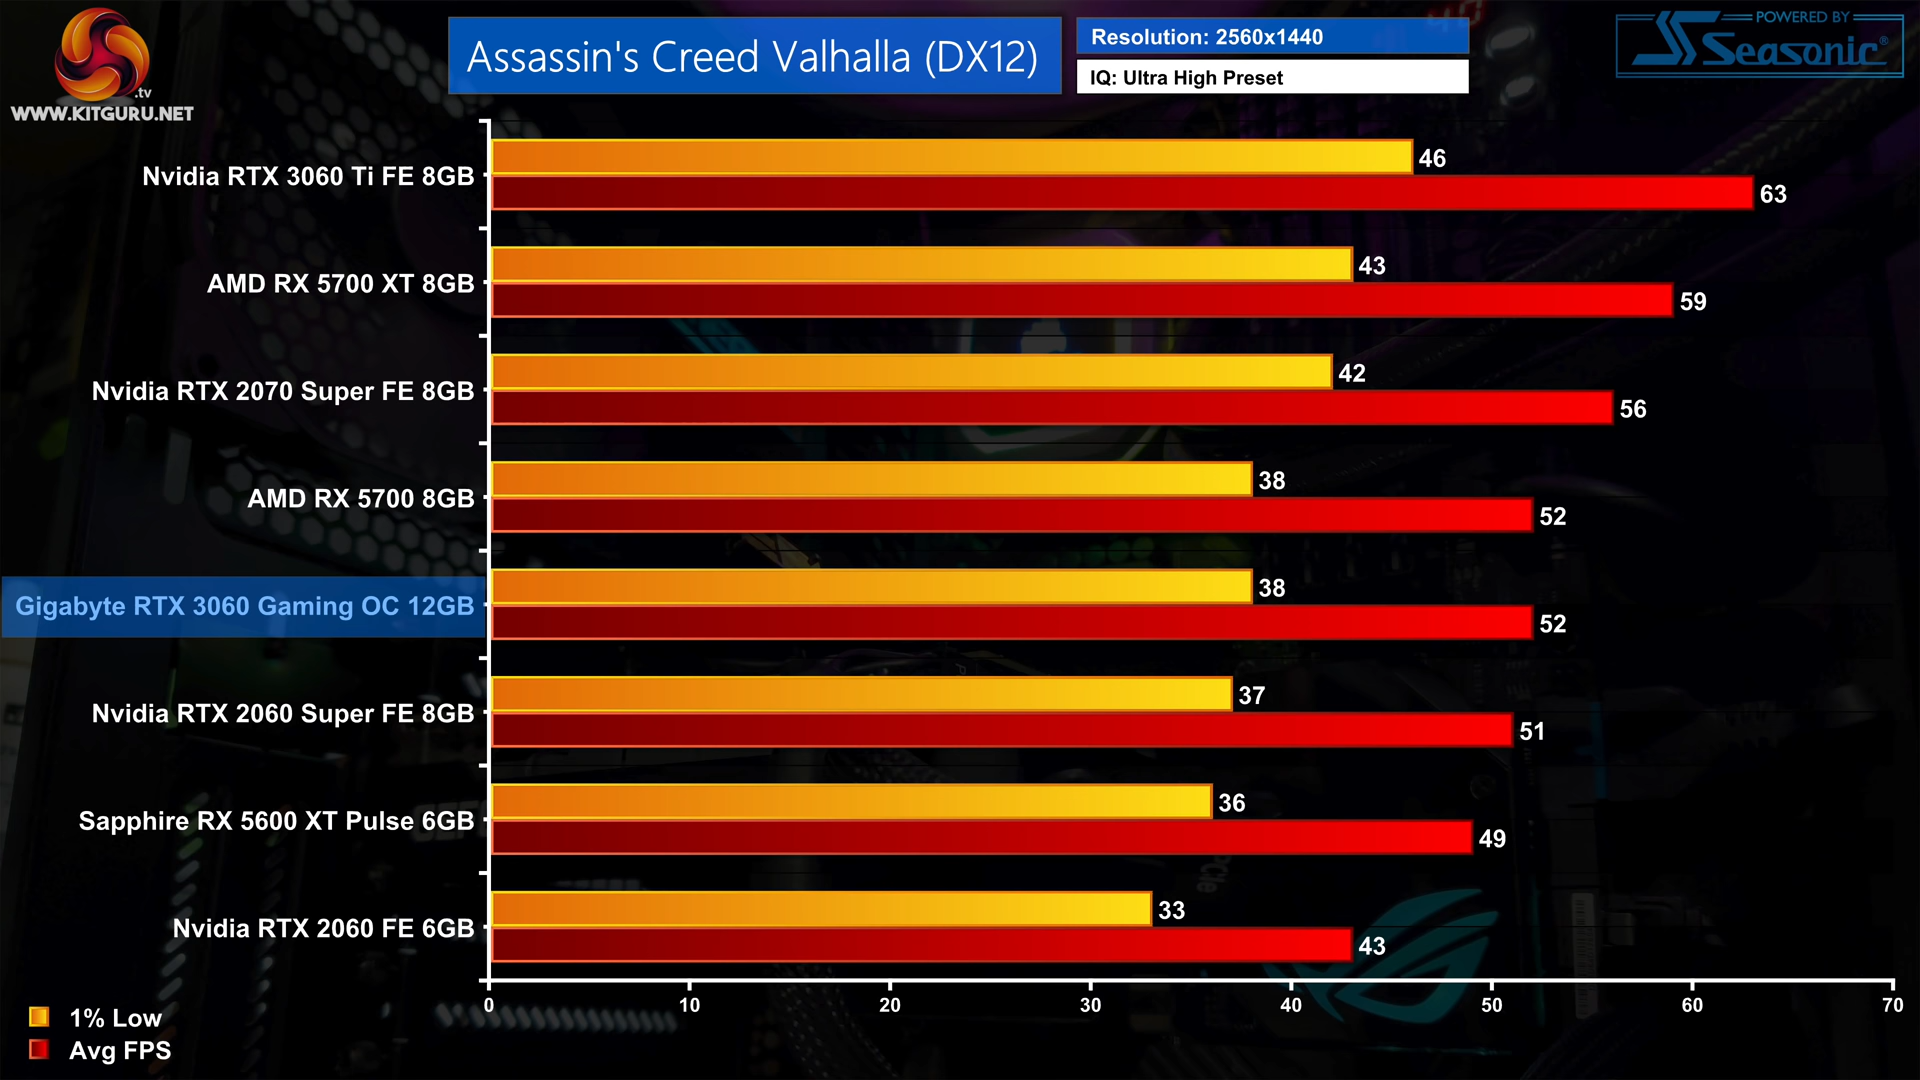 .tv
WWW.KITGURU.NET
Assassin's Creed Valhalla (DX12)
Resolution: 2560x1440
IQ: Ultra High Preset
POWERED BY
Seasonic®
Nvidia RTX 3060 Ti FE 8GB
46
63
AMD RX 5700 XT 8GB
43
59
Nvidia RTX 2070 Super FE 8GB
42
56
AMD RX 5700 8GB
38
52
Gigabyte RTX 3060 Gaming OC 12GB
38
52
Nvidia RTX 2060 Super FE 8GB
37
51
Sapphire RX 5600 XT Pulse 6GB
36
49
Nvidia RTX 2060 FE 6GB
33
43
0 10 20 30 40 50 60 70
1% Low
Avg FPS